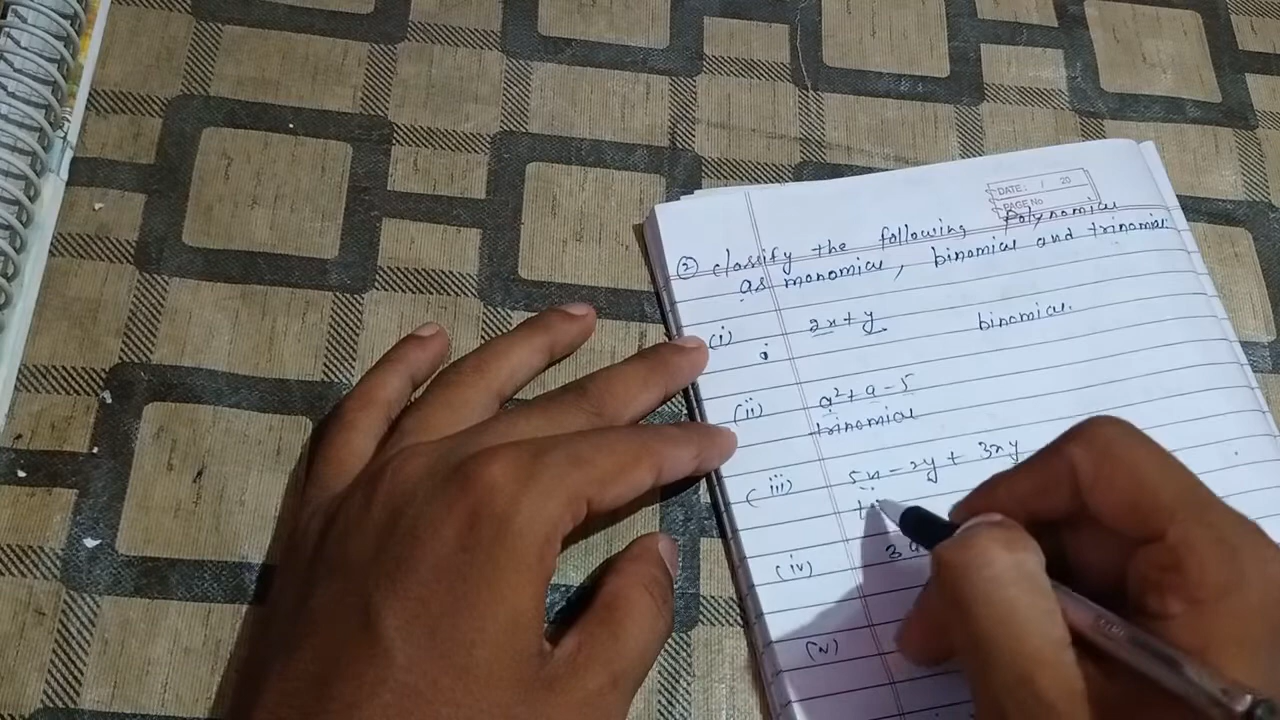 DATE: / 20
PAGE No
② classify the following Polynomial
as monomial, binomial and trinomial.
(i) 2x + y binomial.
(ii) a² + a - 5
trinomial
(iii) 5x - 2y + 3xy
(iv) 3a
(v)